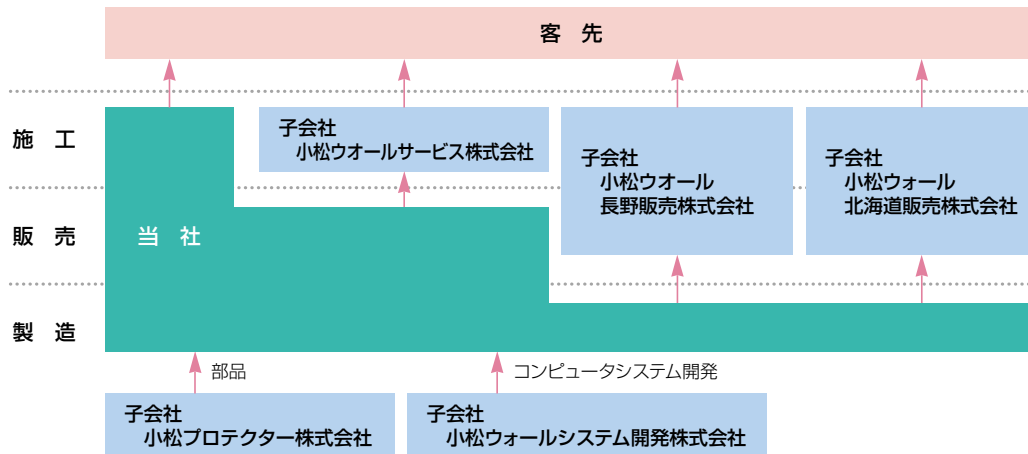 客 先
施 工
子会社
小松ウオールサービス株式会社
子会社
小松ウオール
長野販売株式会社
子会社
小松ウォール
北海道販売株式会社
販 売
当 社
製 造
部品
コンピュータシステム開発
子会社
小松プロテクター株式会社
子会社
小松ウォールシステム開発株式会社